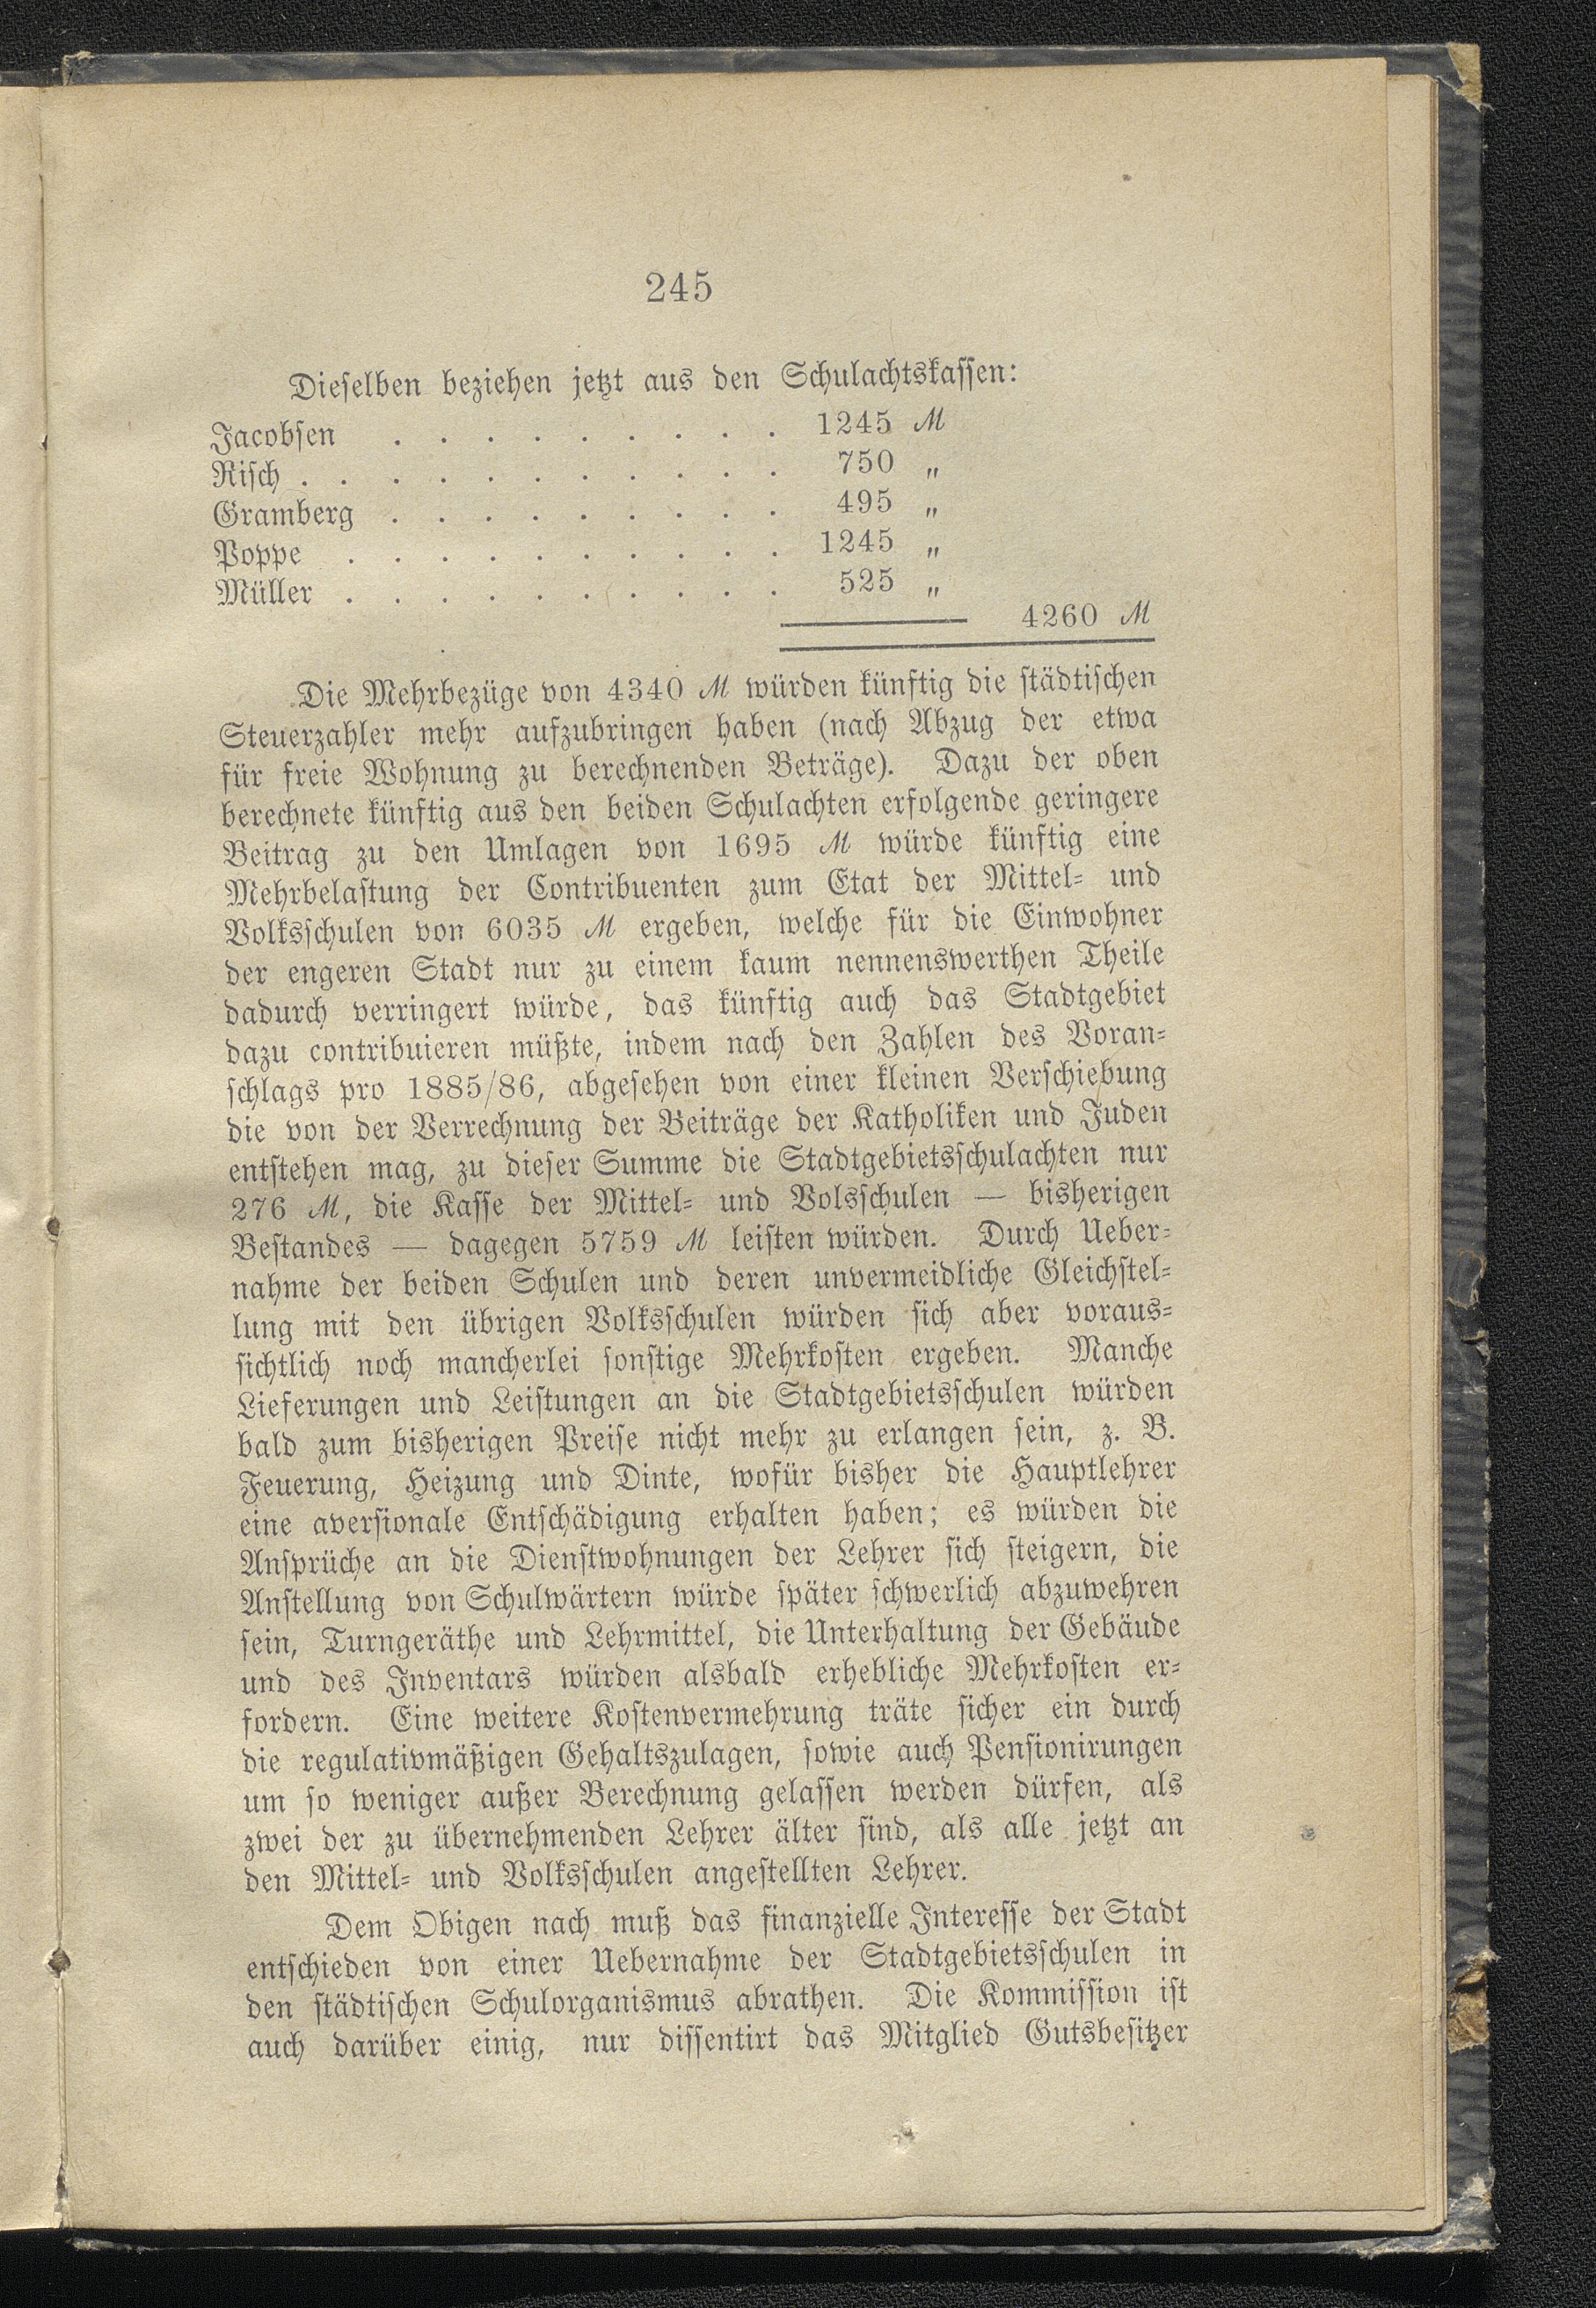 245
Dieselben beziehen jetzt aus den Schulachtskassen:
Jacobsen . . . . . . . . . 1245 ℳ
Risch . . . . . . . . . . . 750 „
Gramberg . . . . . . . . . 495 „
Poppe . . . . . . . . . . 1245 „
Müller . . . . . . . . . . 525 „
4260 ℳ
Die Mehrbezüge von 4340 ℳ würden künftig die städtischen
Steuerzahler mehr aufzubringen haben (nach Abzug der etwa
für freie Wohnung zu berechnenden Beträge). Dazu der oben
berechnete künftig aus den beiden Schulachten erfolgende geringere
Beitrag zu den Umlagen von 1695 ℳ würde künftig eine
Mehrbelastung der Contribuenten zum Etat der Mittel- und
Volksschulen von 6035 ℳ ergeben, welche für die Einwohner
der engeren Stadt nur zu einem kaum nennenswerthen Theile
dadurch verringert würde, das künftig auch das Stadtgebiet
dazu contribuieren müßte, indem nach den Zahlen des Voran-
schlags pro 1885/86, abgesehen von einer kleinen Verschiebung
die von der Verrechnung der Beiträge der Katholiken und Juden
entstehen mag, zu dieser Summe die Stadtgebietsschulachten nur
276 ℳ, die Kasse der Mittel- und Volsschulen — bisherigen
Bestandes — dagegen 5759 ℳ leisten würden. Durch Ueber-
nahme der beiden Schulen und deren unvermeidliche Gleichstel-
lung mit den übrigen Volksschulen würden sich aber voraus-
sichtlich noch mancherlei sonstige Mehrkosten ergeben. Manche
Lieferungen und Leistungen an die Stadtgebietsschulen würden
bald zum bisherigen Preise nicht mehr zu erlangen sein, z. B.
Feuerung, Heizung und Dinte, wofür bisher die Hauptlehrer
eine aversionale Entschädigung erhalten haben; es würden die
Ansprüche an die Dienstwohnungen der Lehrer sich steigern, die
Anstellung von Schulwärtern würde später schwerlich abzuwehren
sein, Turngeräthe und Lehrmittel, die Unterhaltung der Gebäude
und des Inventars würden alsbald erhebliche Mehrkosten er-
fordern. Eine weitere Kostenvermehrung träte sicher ein durch
die regulativmäßigen Gehaltszulagen, sowie auch Pensionirungen
um so weniger außer Berechnung gelassen werden dürfen, als
zwei der zu übernehmenden Lehrer älter sind, als alle jetzt an
den Mittel- und Volksschulen angestellten Lehrer.
Dem Obigen nach muß das finanzielle Interesse der Stadt
entschieden von einer Uebernahme der Stadtgebietsschulen in
den städtischen Schulorganismus abrathen. Die Kommission ist
auch darüber einig, nur dissentirt das Mitglied Gutsbesitzer